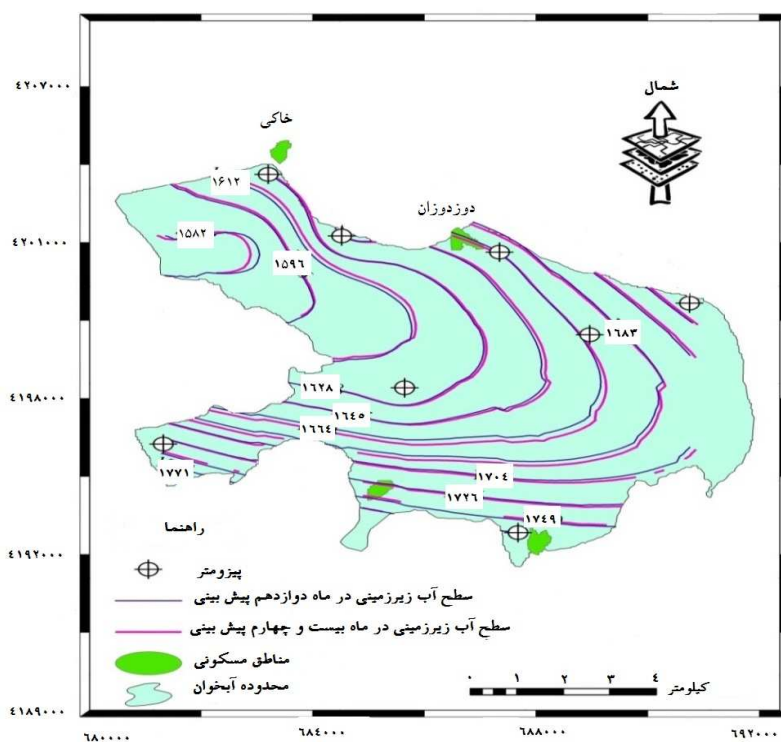 ۴۲۰۷۰۰۰
شمال
خاکی
۱۶۱۲
دوزدوزان
۴۲۰۱۰۰۰
۱۵۸۲
۱۵۹۶
۱۶۸۳
۴۱۹۸۰۰۰
۱۶۲۸
۱۶۴۵
۱۶۶۴
۱۷۷۱
۱۷۰۴
۱۷۲۶
۱۷۴۹
راهنما
۴۱۹۲۰۰۰
پیزومتر
سطح آب زیرزمینی در ماه دوازدهم پیش بینی
سطح آب زیرزمینی در ماه بیست و چهارم پیش بینی
مناطق مسکونی
محدوده آبخوان
۰ ۱ ۲ ۳ ۴ کیلومتر
۴۱۸۹۰۰۰
۶۸۰۰۰۰ ۶۸۴۰۰۰ ۶۸۸۰۰۰ ۶۹۲۰۰۰